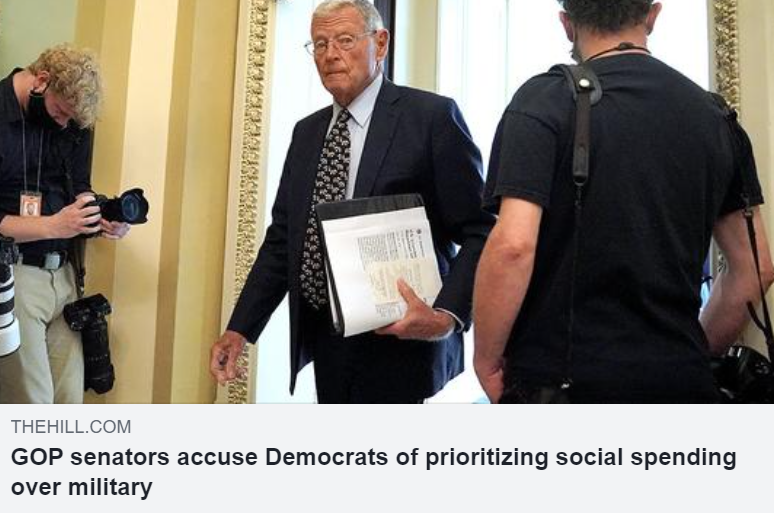 THEHILL.COM
GOP senators accuse Democrats of prioritizing social spending
over military